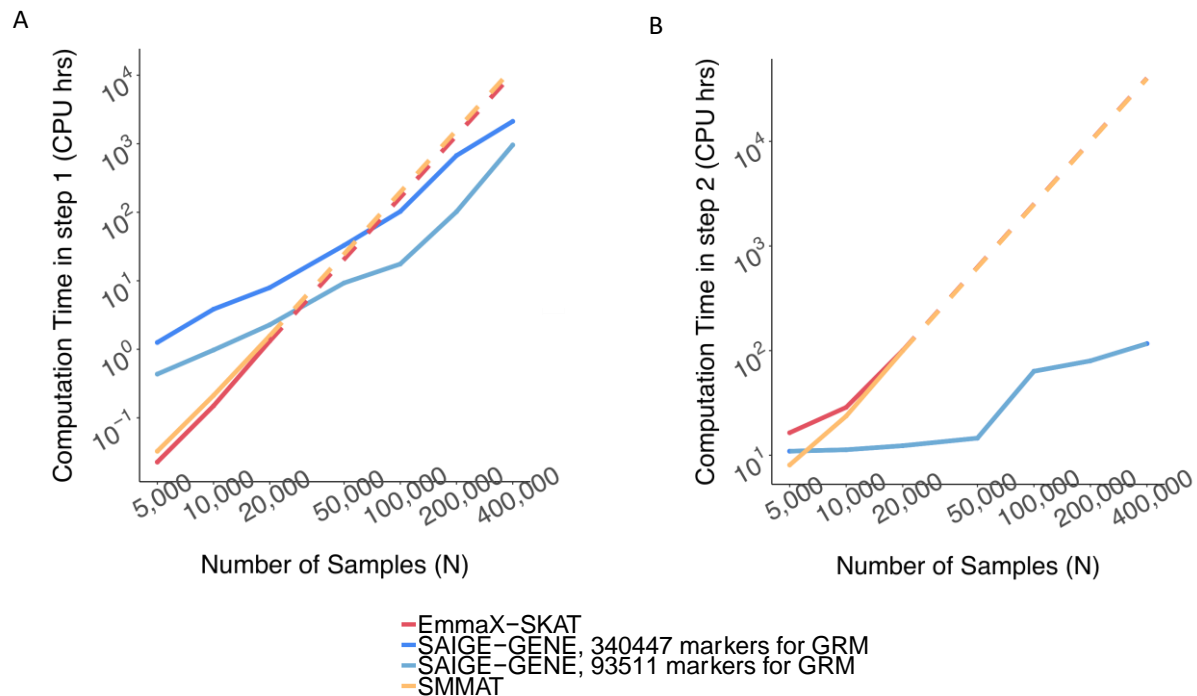 A
B
Computation Time in step 1 (CPU hrs)
10^4
10^3
10^2
10^1
10^0
10^−1
5,000
10,000
20,000
50,000
100,000
200,000
400,000
Number of Samples (N)
Computation Time in step 2 (CPU hrs)
10^4
10^3
10^2
10^1
5,000
10,000
20,000
50,000
100,000
200,000
400,000
Number of Samples (N)
EmmaX−SKAT
SAIGE−GENE, 340447 markers for GRM
SAIGE−GENE, 93511 markers for GRM
SMMAT